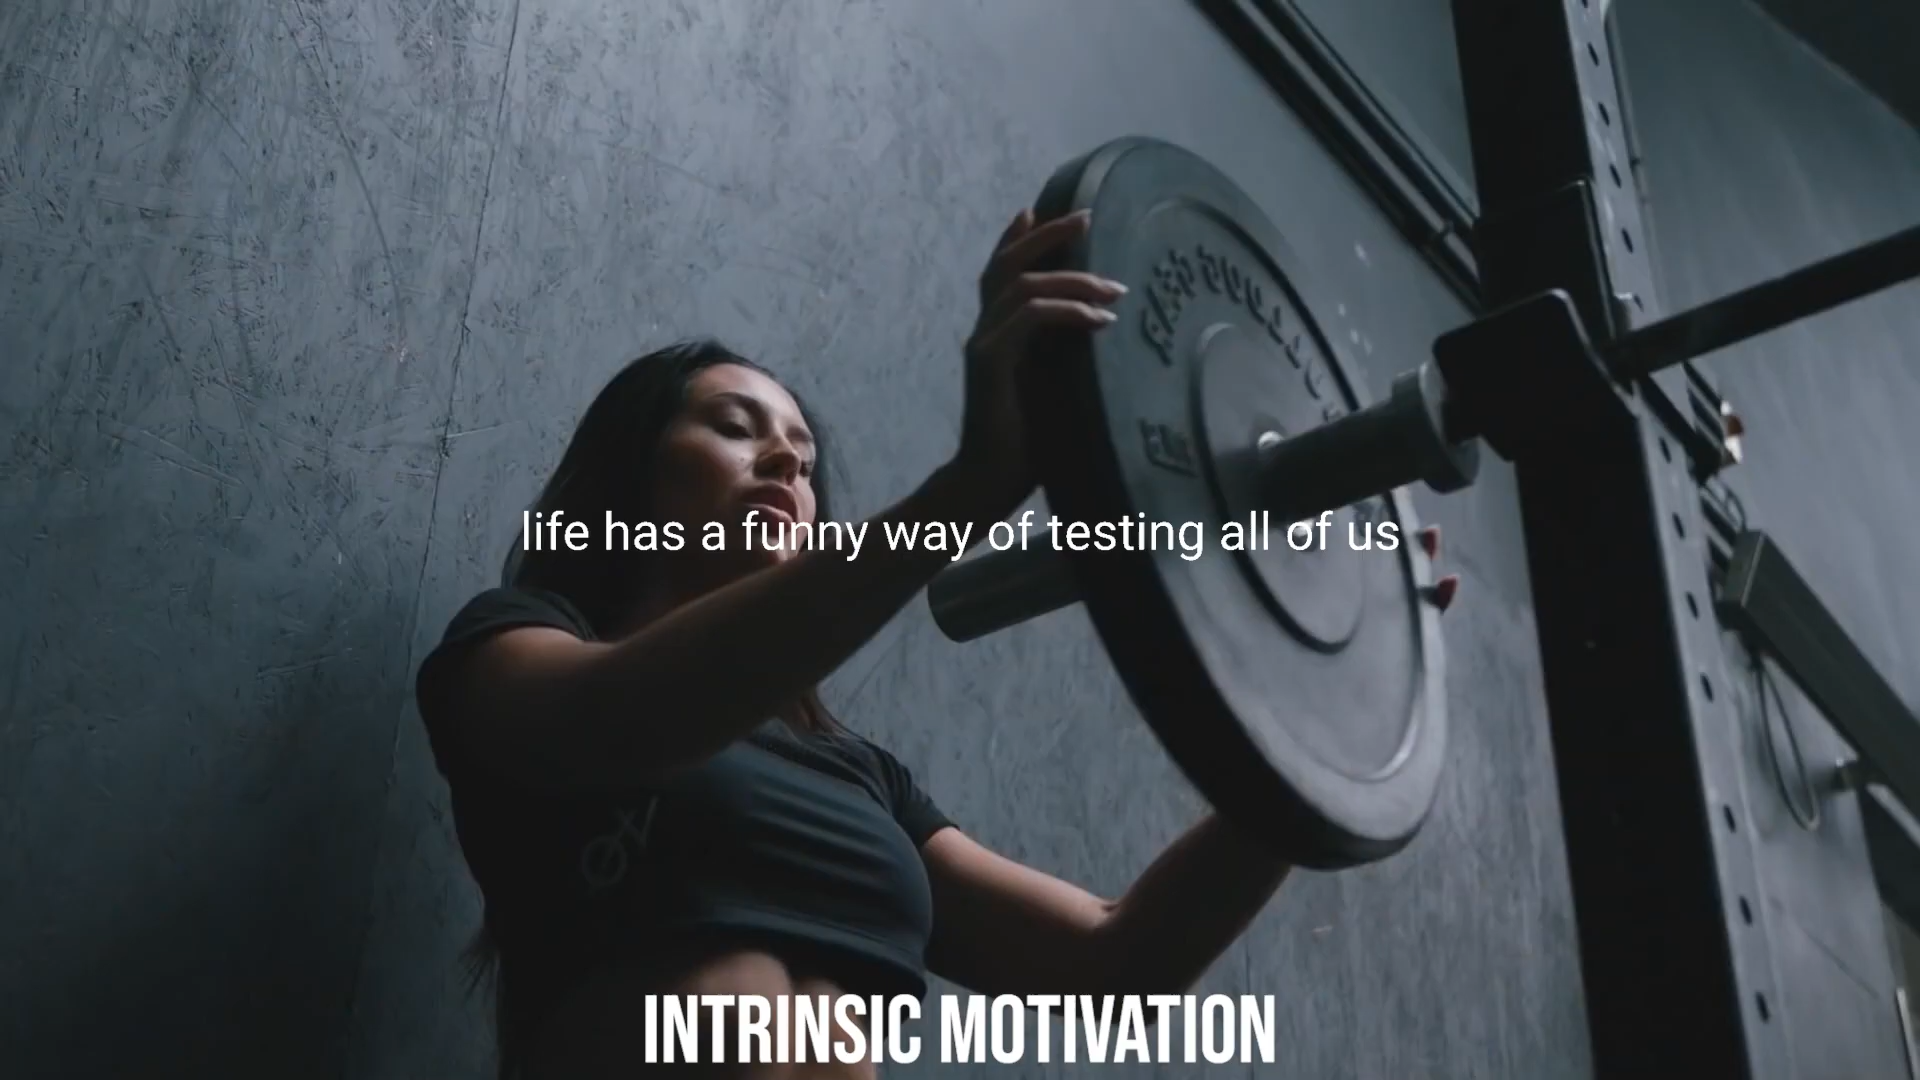 life has a funny way of testing all of us
INTRINSIC MOTIVATION